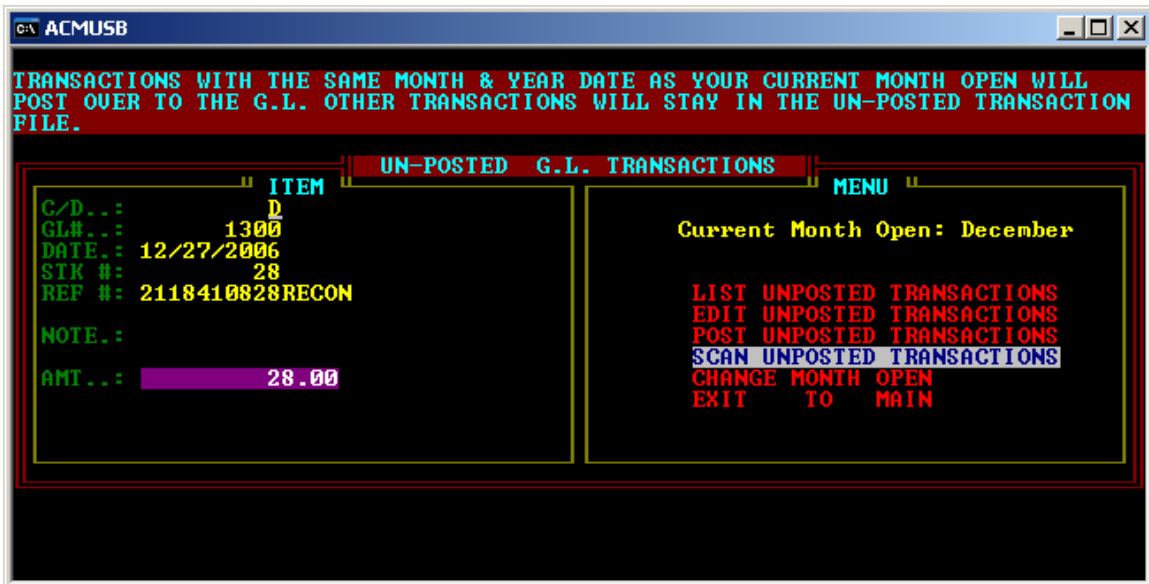 ACMUSB
TRANSACTIONS WITH THE SAME MONTH & YEAR DATE AS YOUR CURRENT MONTH OPEN WILL
POST OVER TO THE G.L. OTHER TRANSACTIONS WILL STAY IN THE UN-POSTED TRANSACTION
FILE.
UN-POSTED G.L. TRANSACTIONS
ITEM
C/D..: D
GL#..: 1300
DATE.: 12/27/2006
STK #: 28
REF #: 2118410828RECON
NOTE.:
AMT..: 28.00
MENU
Current Month Open: December
LIST UNPOSTED TRANSACTIONS
EDIT UNPOSTED TRANSACTIONS
POST UNPOSTED TRANSACTIONS
SCAN UNPOSTED TRANSACTIONS
CHANGE MONTH OPEN
EXIT TO MAIN